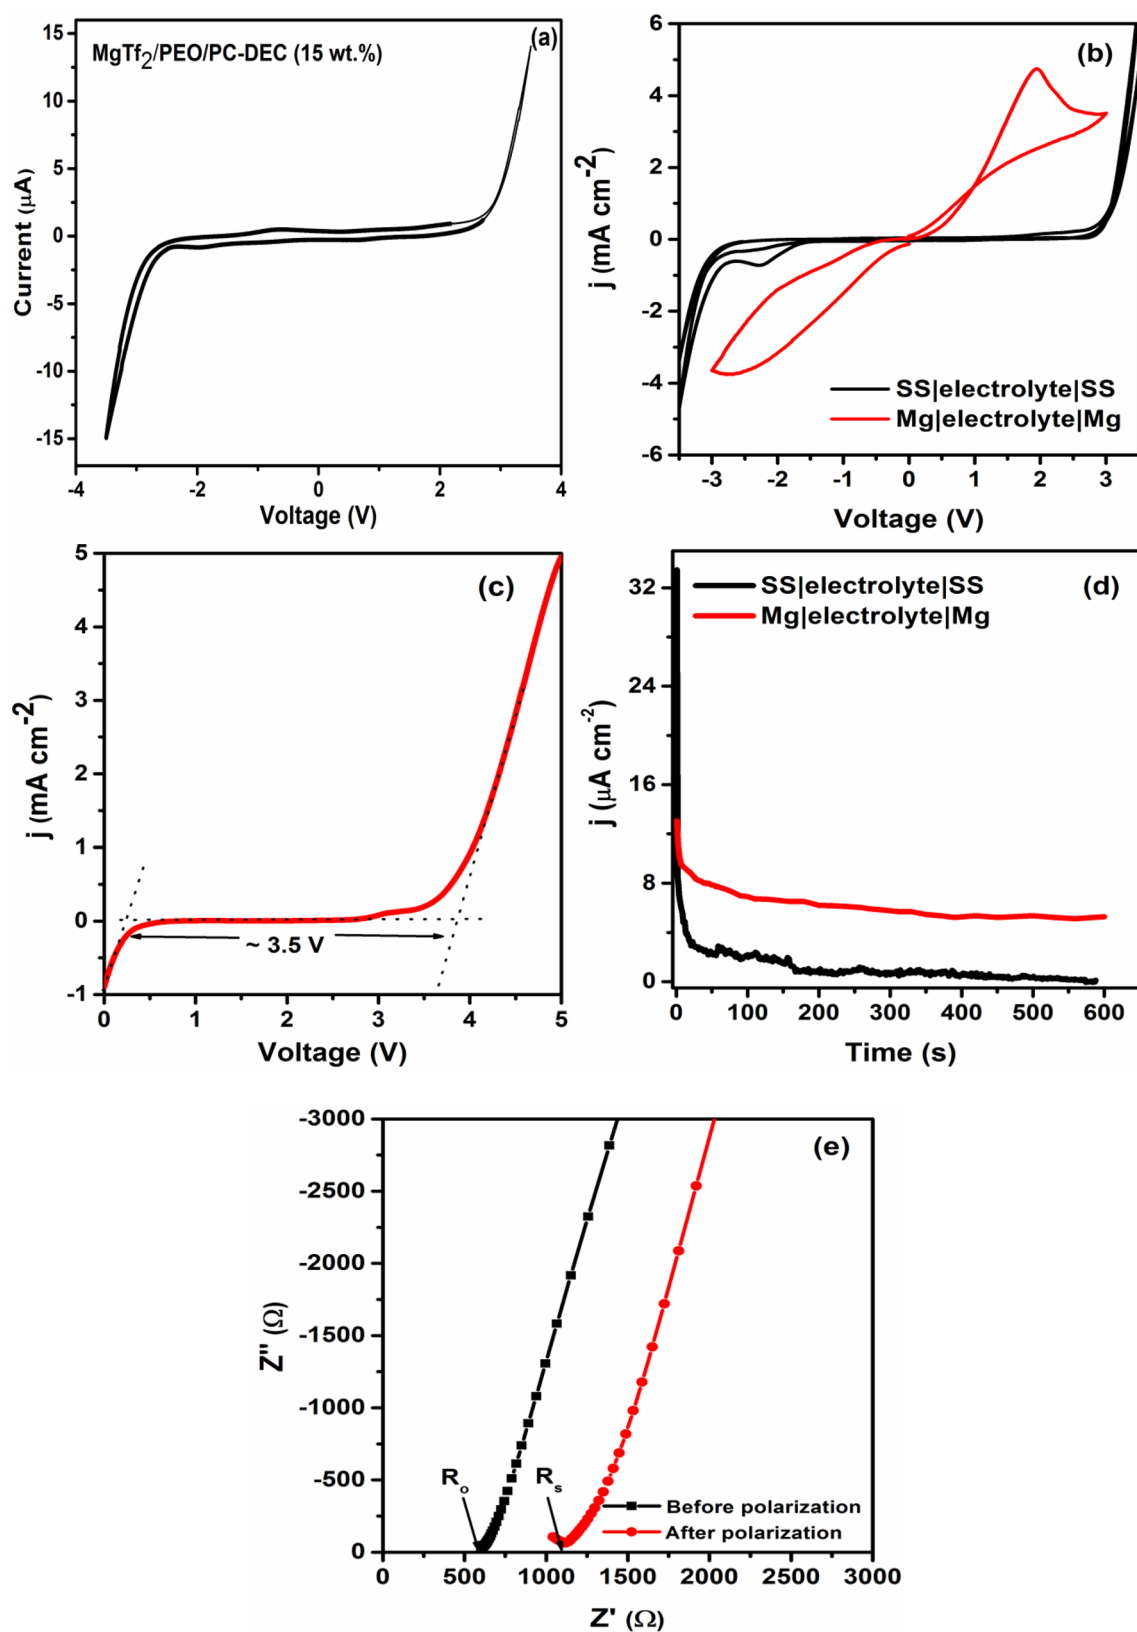 MgTf2/PEO/PC-DEC (15 wt.%)
(a)
15
10
5
0
-5
-10
-15
Current (μA)
-4
-2
0
2
4
Voltage (V)
(b)
6
4
2
0
-2
-4
-6
j (mA cm-2)
SS|electrolyte|SS
Mg|electrolyte|Mg
-3
-2
-1
0
1
2
3
Voltage (V)
(c)
5
4
3
2
1
0
-1
j (mA cm-2)
~ 3.5 V
0
1
2
3
4
5
Voltage (V)
(d)
SS|electrolyte|SS
Mg|electrolyte|Mg
32
24
16
8
0
j (μA cm-2)
0
100
200
300
400
500
600
Time (s)
(e)
-3000
-2500
-2000
-1500
-1000
-500
0
Z'' (Ω)
Ro
Rs
Before polarization
After polarization
0
500
1000
1500
2000
2500
3000
Z' (Ω)